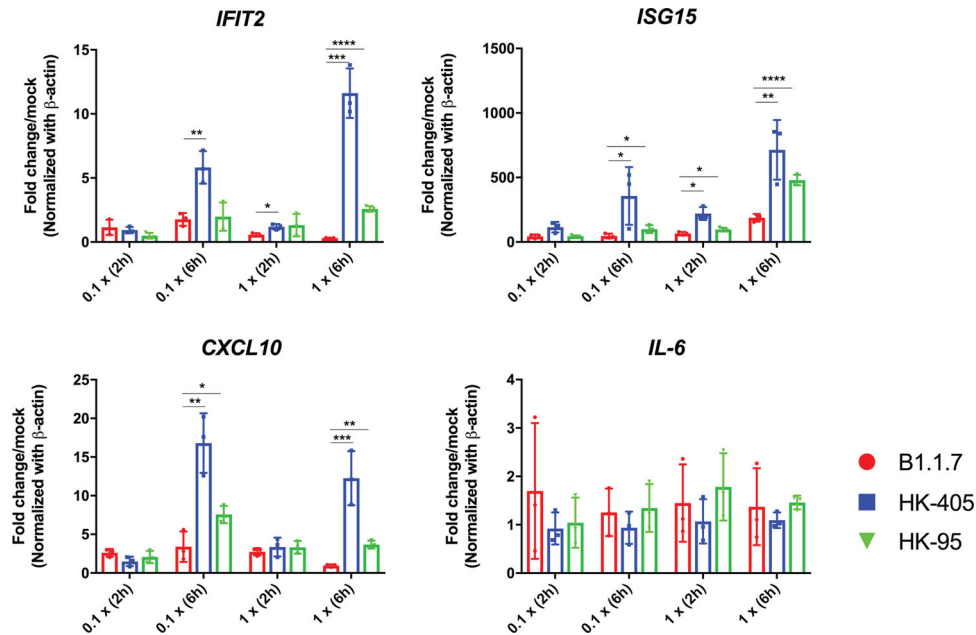 IFIT2
Fold change/mock
(Normalized with β-actin)
15
10
5
0
**
*
****
***
0.1 x (2h)
0.1 x (6h)
1 x (2h)
1 x (6h)
ISG15
Fold change/mock
(Normalized with β-actin)
1500
1000
500
0
*
*
*
*
****
**
0.1 x (2h)
0.1 x (6h)
1 x (2h)
1 x (6h)
CXCL10
Fold change/mock
(Normalized with β-actin)
25
20
15
10
5
0
*
**
**
***
0.1 x (2h)
0.1 x (6h)
1 x (2h)
1 x (6h)
IL-6
Fold change/mock
(Normalized with β-actin)
4
3
2
1
0
0.1 x (2h)
0.1 x (6h)
1 x (2h)
1 x (6h)
B1.1.7
HK-405
HK-95